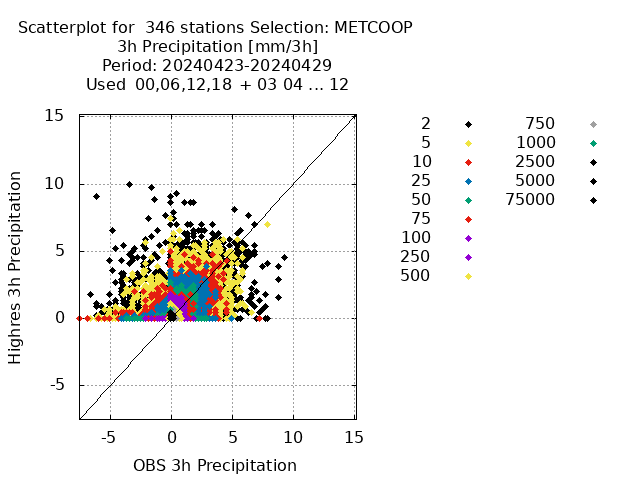 Scatterplot for  346 stations Selection: METCOOP
3h Precipitation [mm/3h]
Period: 20240423-20240429
Used  00,06,12,18 + 03 04 ... 12
15
10
5
0
-5
-5 0 5 10 15
Highres 3h Precipitation
OBS 3h Precipitation
2 750
5 1000
10 2500
25 5000
50 75000
75
100
250
500